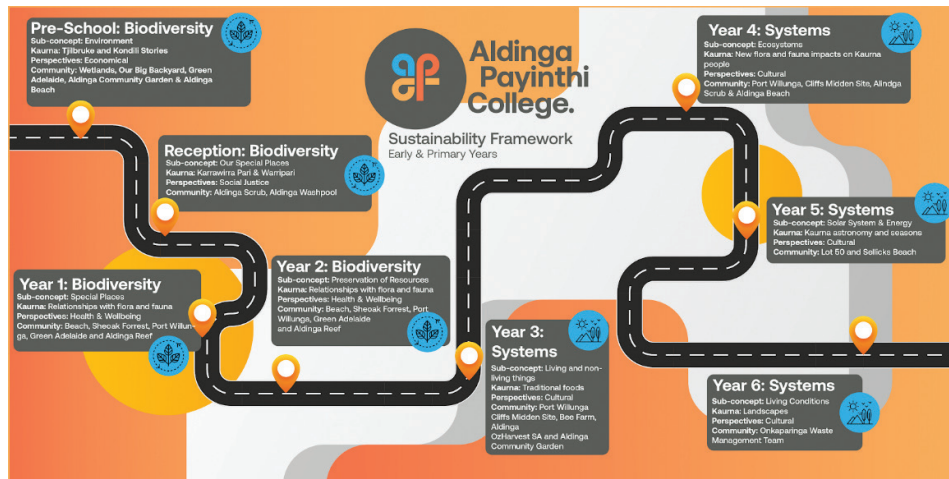 Pre-School: Biodiversity
Sub-concept: Environment
Kaurna: Tjilbruke and Kondili Stories
Perspectives: Economical
Community: Wetlands, Our Big Backyard, Green
Adelaide, Aldinga Community Garden & Aldinga
Beach
Aldinga
Payinthi
College.
Sustainability Framework
Early & Primary Years
Reception: Biodiversity
Sub-concept: Our Special Places
Kaurna: Karrawirra Pari & Warripari
Perspectives: Social Justice
Community: Aldinga Scrub, Aldinga Washpool
Year 1: Biodiversity
Sub-concept: Special Places
Kaurna: Relationships with flora and fauna
Perspectives: Health & Wellbeing
Community: Beach, Sheoak Forrest, Port Willun-
ga, Green Adelaide and Aldinga Reef
Year 2: Biodiversity
Sub-concept: Preservation of Resources
Kaurna: Relationships with flora and fauna
Perspectives: Health & Wellbeing
Community: Beach, Sheoak Forrest, Port
Willunga, Green Adelaide
and Aldinga Reef
Year 3:
Systems
Sub-concept: Living and non-
living things
Kaurna: Traditional foods
Perspectives: Cultural
Community: Port Willunga
Cliffs Midden Site, Bee Farm,
Aldinga
OzHarvest SA and Aldinga
Community Garden
Year 4: Systems
Sub-concept: Ecosystems
Kaurna: New flora and fauna impacts on Kaurna
people
Perspectives: Cultural
Community: Port Willunga, Cliffs Midden Site, Alindga
Scrub & Aldinga Beach
Year 5: Systems
Sub-concept: Solar System & Energy
Kaurna: Kaurna astronomy and seasons
Perspectives: Cultural
Community: Lot 50 and Sellicks Beach
Year 6: Systems
Sub-concept: Living Conditions
Kaurna: Landscapes
Perspectives: Cultural
Community: Onkaparinga Waste
Management Team